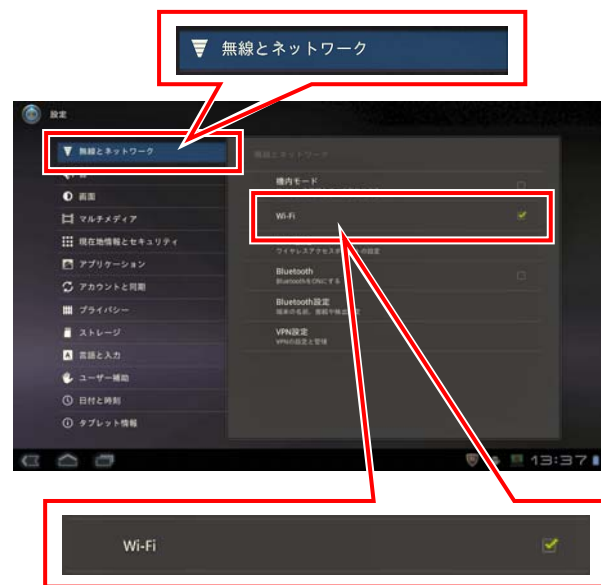 無線とネットワーク
設定
無線とネットワーク
画面
マルチメディア
現在地情報とセキュリティ
アプリケーション
アカウントと同期
プライバシー
ストレージ
A 言語と入力
ユーザー補助
日付と時刻
タブレット情報
無線とネットワーク
機内モード
Wi-Fi
Bluetooth
BluetoothをONにする
Bluetooth設定
VPN設定
VPNの設定と管理
13:37
Wi-Fi